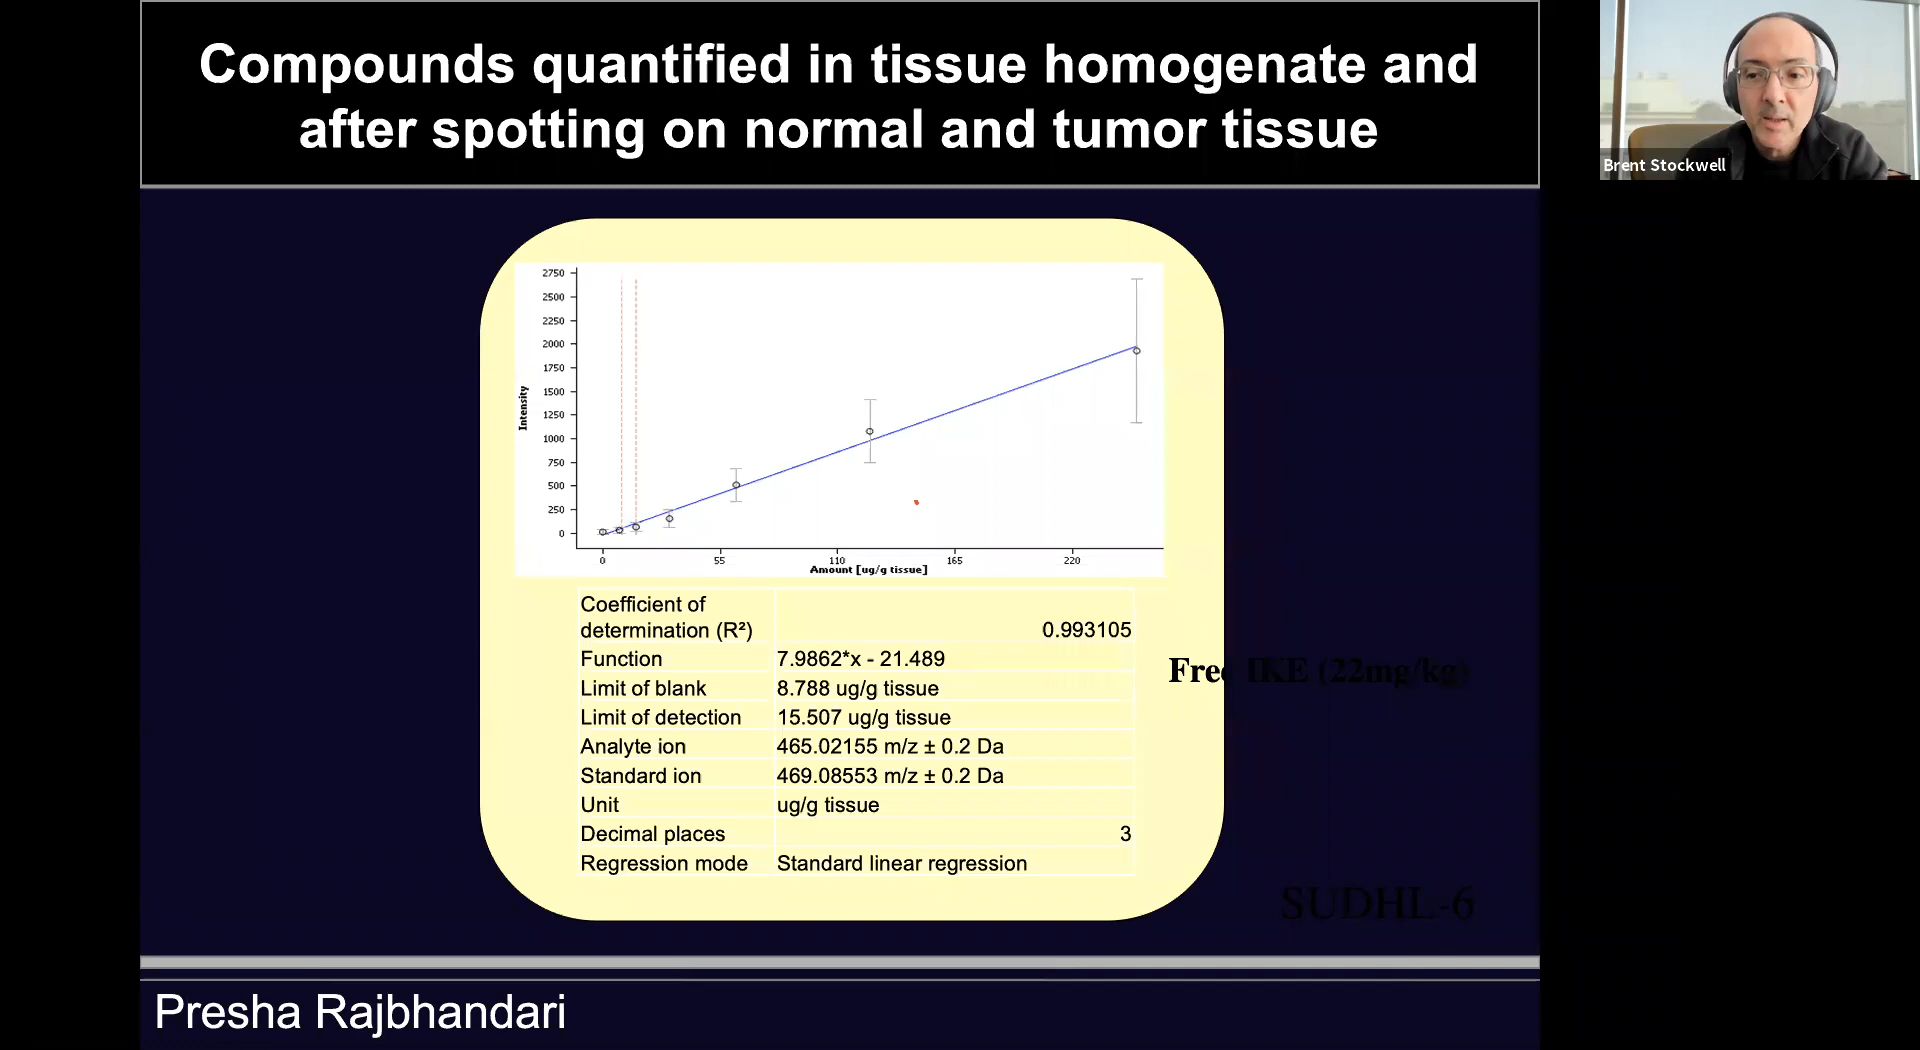 Compounds quantified in tissue homogenate and
after spotting on normal and tumor tissue
Brent Stockwell
2750
2500
2250
2000
1750
1500
1250
1000
750
500
250
0
Intensity
0 55 110 165 220
Amount [ug/g tissue]
Coefficient of
determination (R²) 0.993105
Function 7.9862*x - 21.489
Limit of blank 8.788 ug/g tissue
Limit of detection 15.507 ug/g tissue
Analyte ion 465.02155 m/z ± 0.2 Da
Standard ion 469.08553 m/z ± 0.2 Da
Unit ug/g tissue
Decimal places 3
Regression mode Standard linear regression
Free IKE (22mg/kg)
SUDHL-6
Presha Rajbhandari